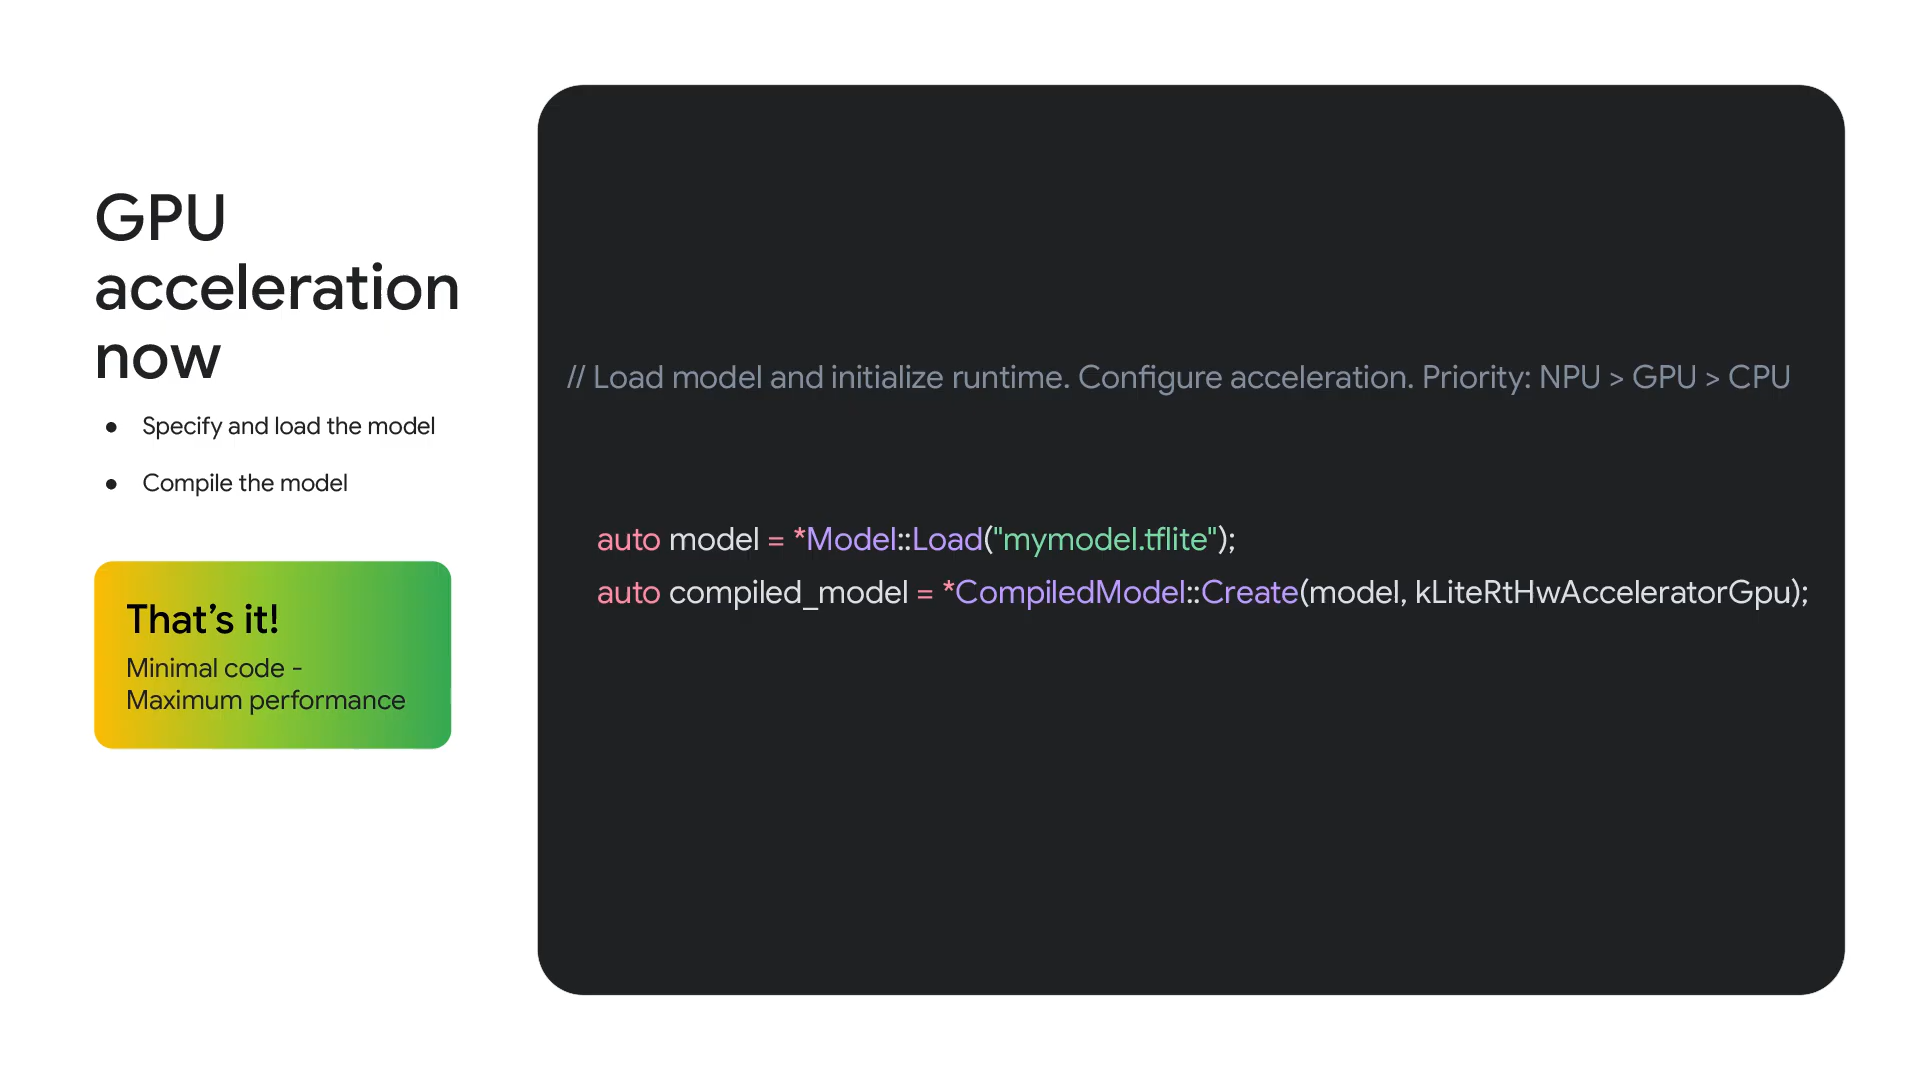 GPU
acceleration
now
● Specify and load the model
● Compile the model
That’s it!
Minimal code -
Maximum performance
// Load model and initialize runtime. Configure acceleration. Priority: NPU > GPU > CPU
auto model = *Model::Load("mymodel.tflite");
auto compiled_model = *CompiledModel::Create(model, kLiteRtHwAcceleratorGpu);